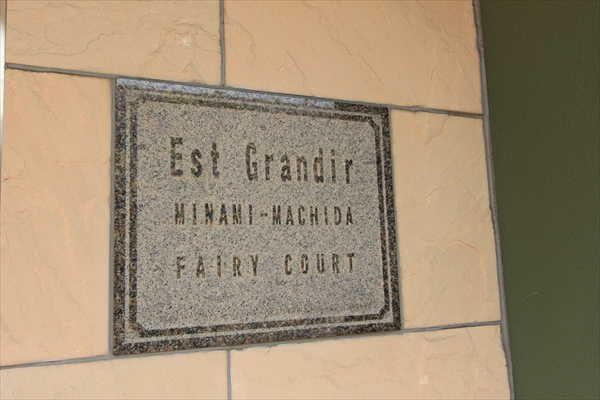 Est Grandir
MINAMI-MACHIDA
FAIRY COURT